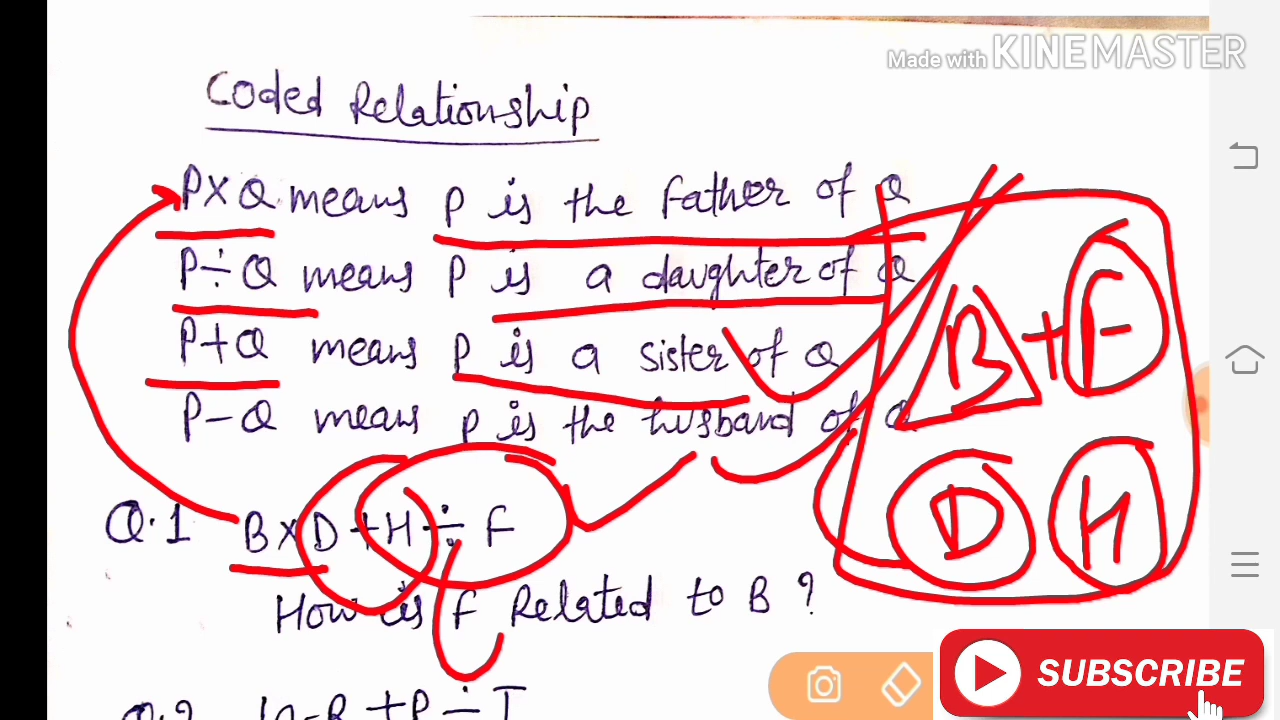 Made with KINEMASTER
Coded Relationship
P×Q means P is the Father of Q
P÷Q means P is a daughter of Q
P+Q means P is a sister of Q
P-Q means P is the husband of Q
B+F
D H
Q.1 B×D+H÷F
How is F Related to B?
SUBSCRIBE